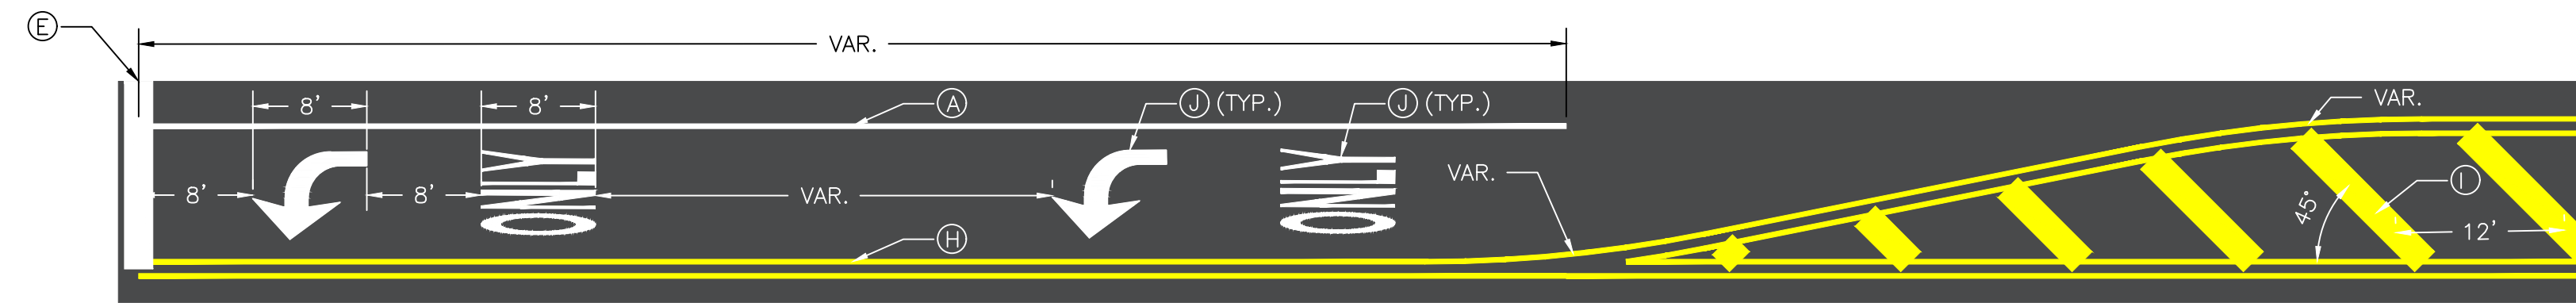 E
VAR.
8'
8'
A
J (TYP.)
J (TYP.)
VAR.
8'
8'
ONLY
VAR.
ONLY
VAR.
H
45°
I
12'